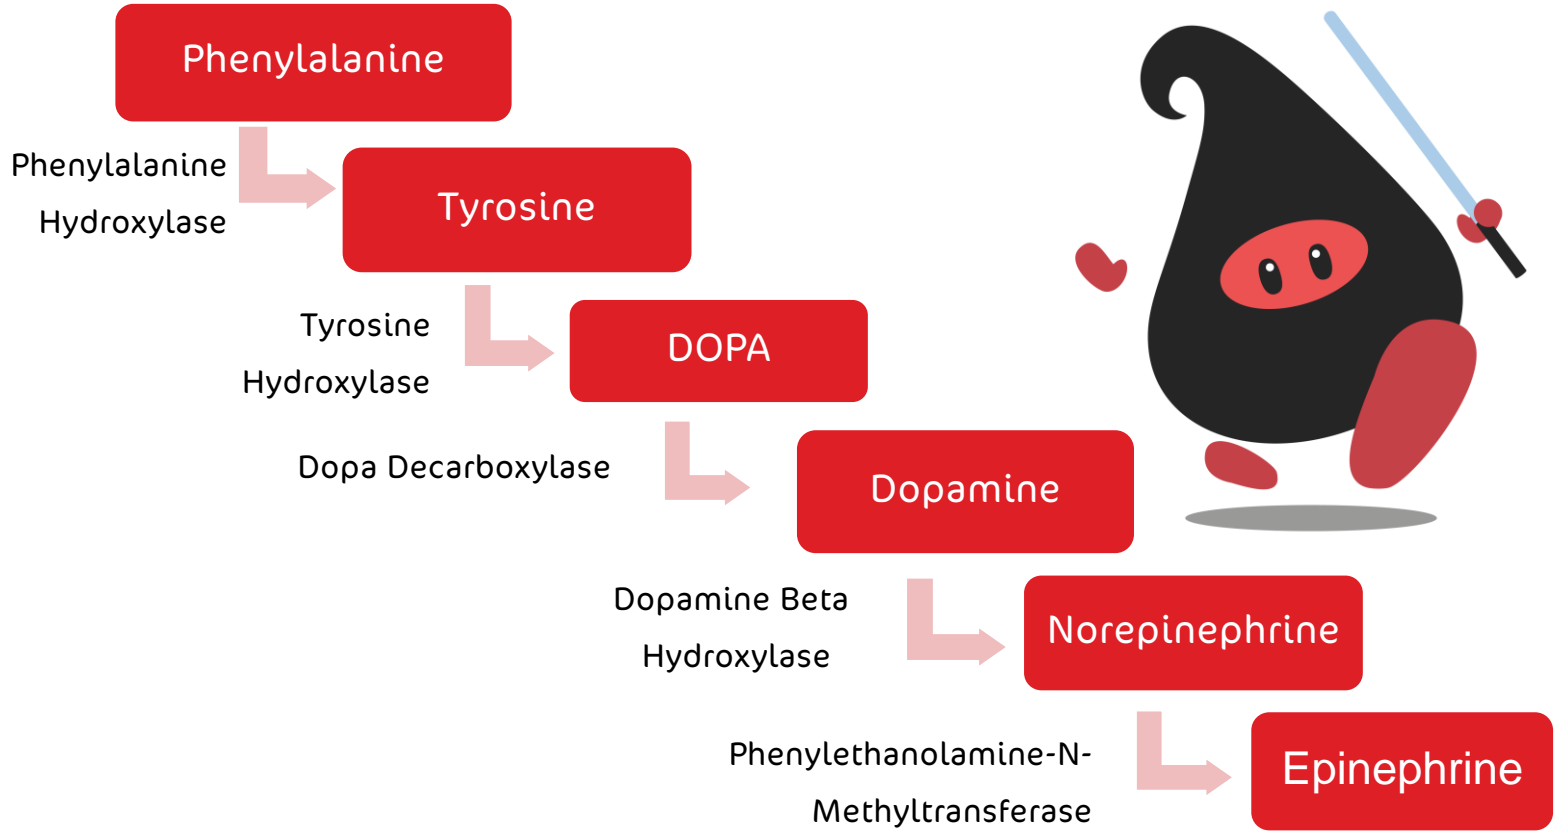 Phenylalanine
Phenylalanine
Hydroxylase
Tyrosine
Tyrosine
Hydroxylase
DOPA
Dopa Decarboxylase
Dopamine
Dopamine Beta
Hydroxylase
Norepinephrine
Phenylethanolamine-N-
Methyltransferase
Epinephrine